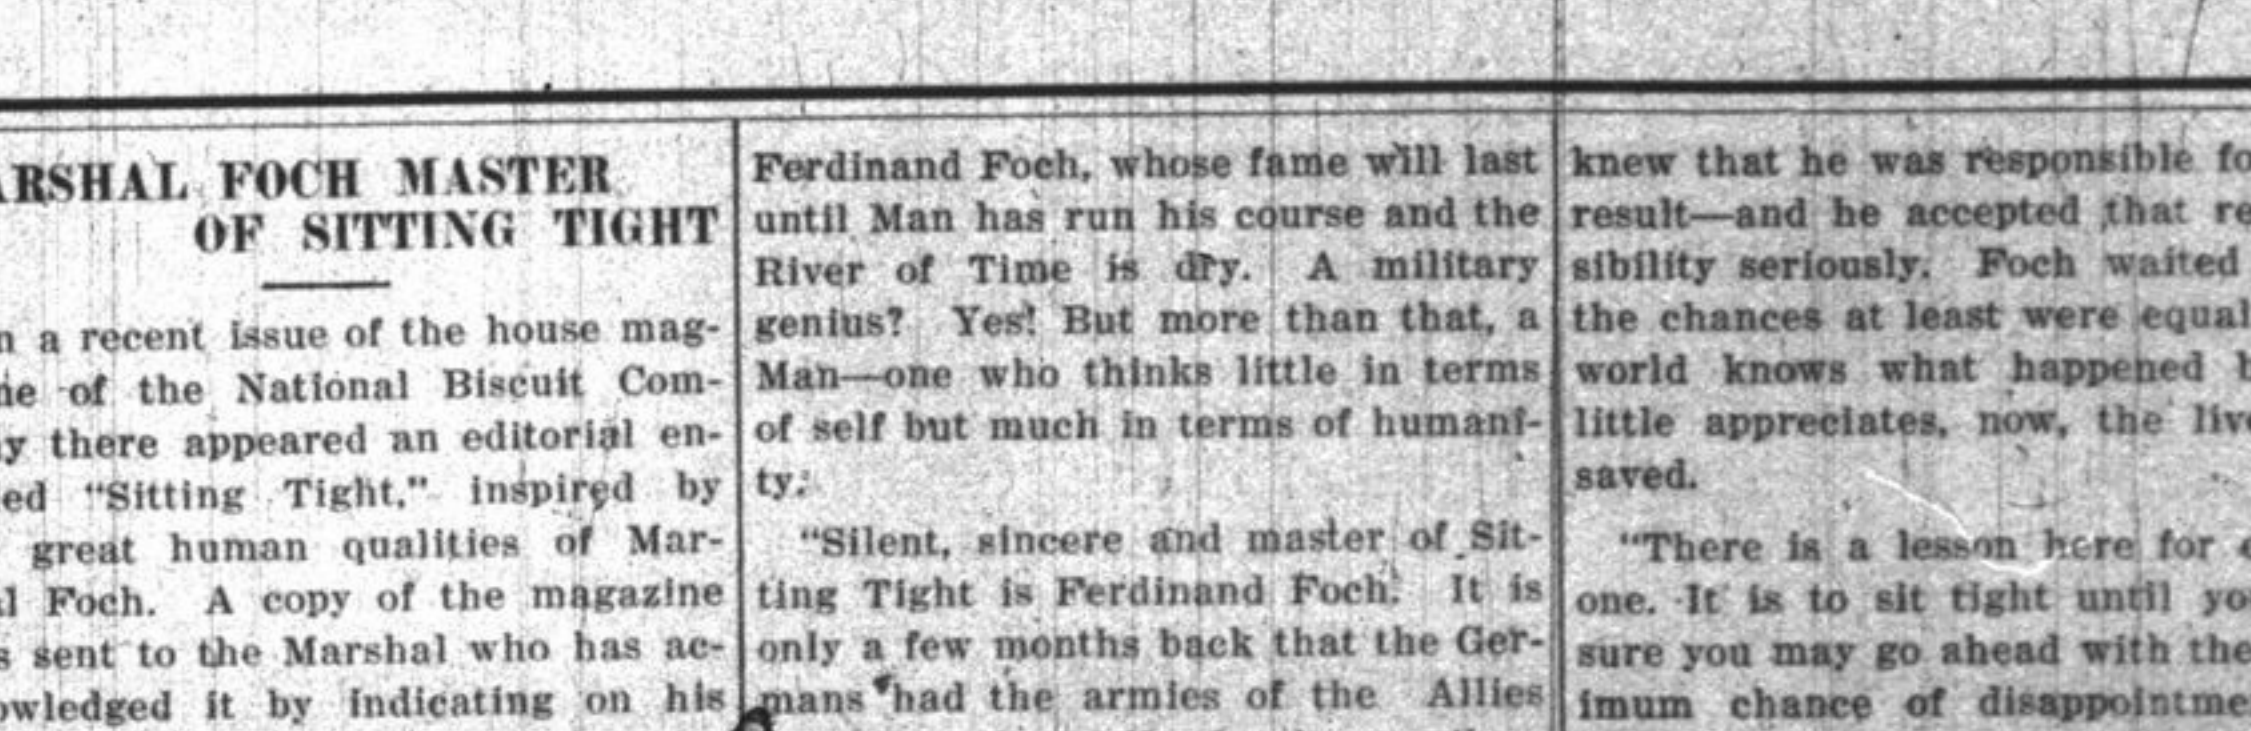 ARSHAL FOCH MASTER
OF SITTING TIGHT
n a recent issue of the house mag-
ne of the National Biscuit Com-
y there appeared an editorial en-
ed "Sitting Tight," inspired by
great human qualities of Mar-
l Foch. A copy of the magazine
s sent to the Marshal who has ac-
owledged it by indicating on his
Ferdinand Foch, whose fame will last
until Man has run his course and the
River of Time is dry. A military
genius? Yes! But more than that, a
Man—one who thinks little in terms
of self but much in terms of humani-
ty.
"Silent, sincere and master of Sit-
ting Tight is Ferdinand Foch. It is
only a few months back that the Ger-
mans had the armies of the Allies
knew that he was responsible fo
result—and he accepted that re
sibility seriously. Foch waited
the chances at least were equal
world knows what happened b
little appreciates, now, the live
saved.
"There is a lesson here for
one. It is to sit tight until yo
sure you may go ahead with the
imum chance of disappointme